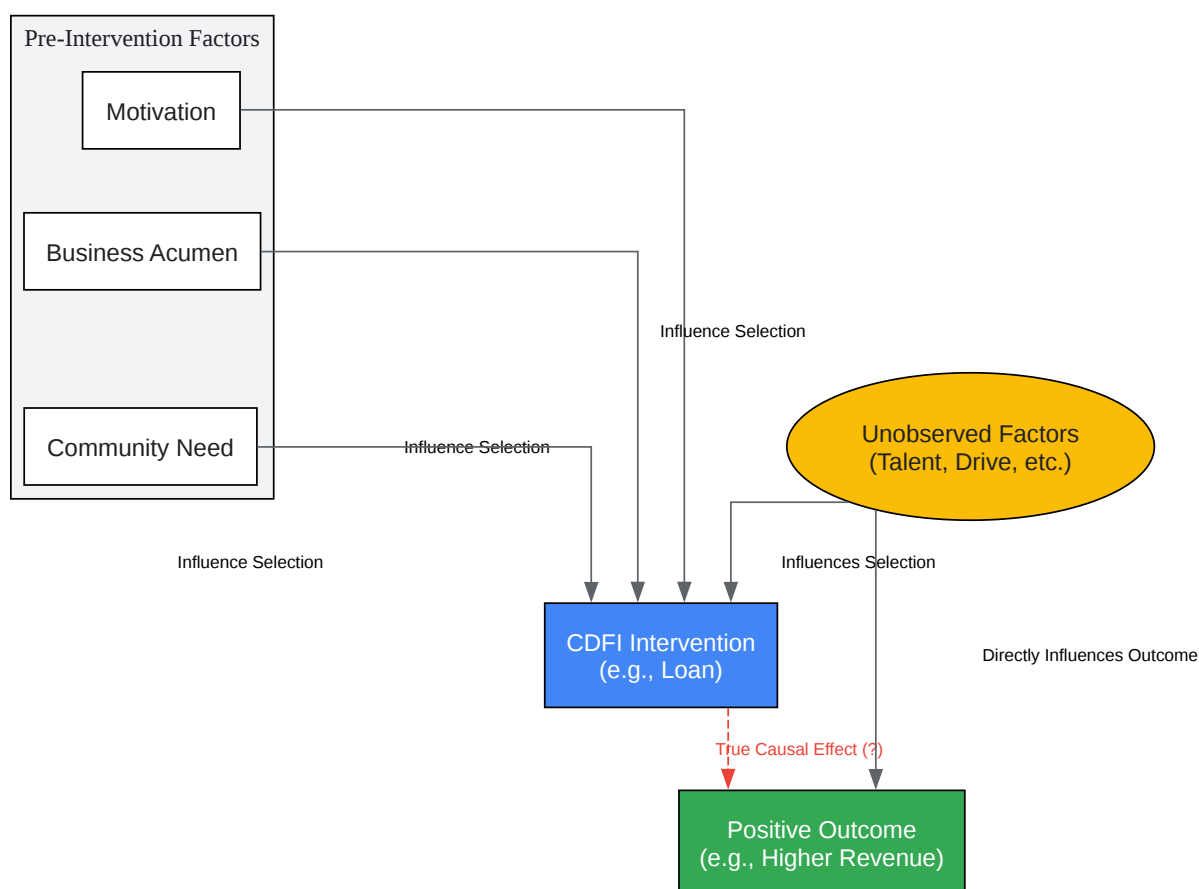 Pre-Intervention Factors
Motivation
Business Acumen
Influence Selection
Community Need
Influence Selection
Unobserved Factors
(Talent, Drive, etc.)
Influence Selection
Influences Selection
CDFI Intervention
(e.g., Loan)
Directly Influences Outcome
True Causal Effect (?)
Positive Outcome
(e.g., Higher Revenue)